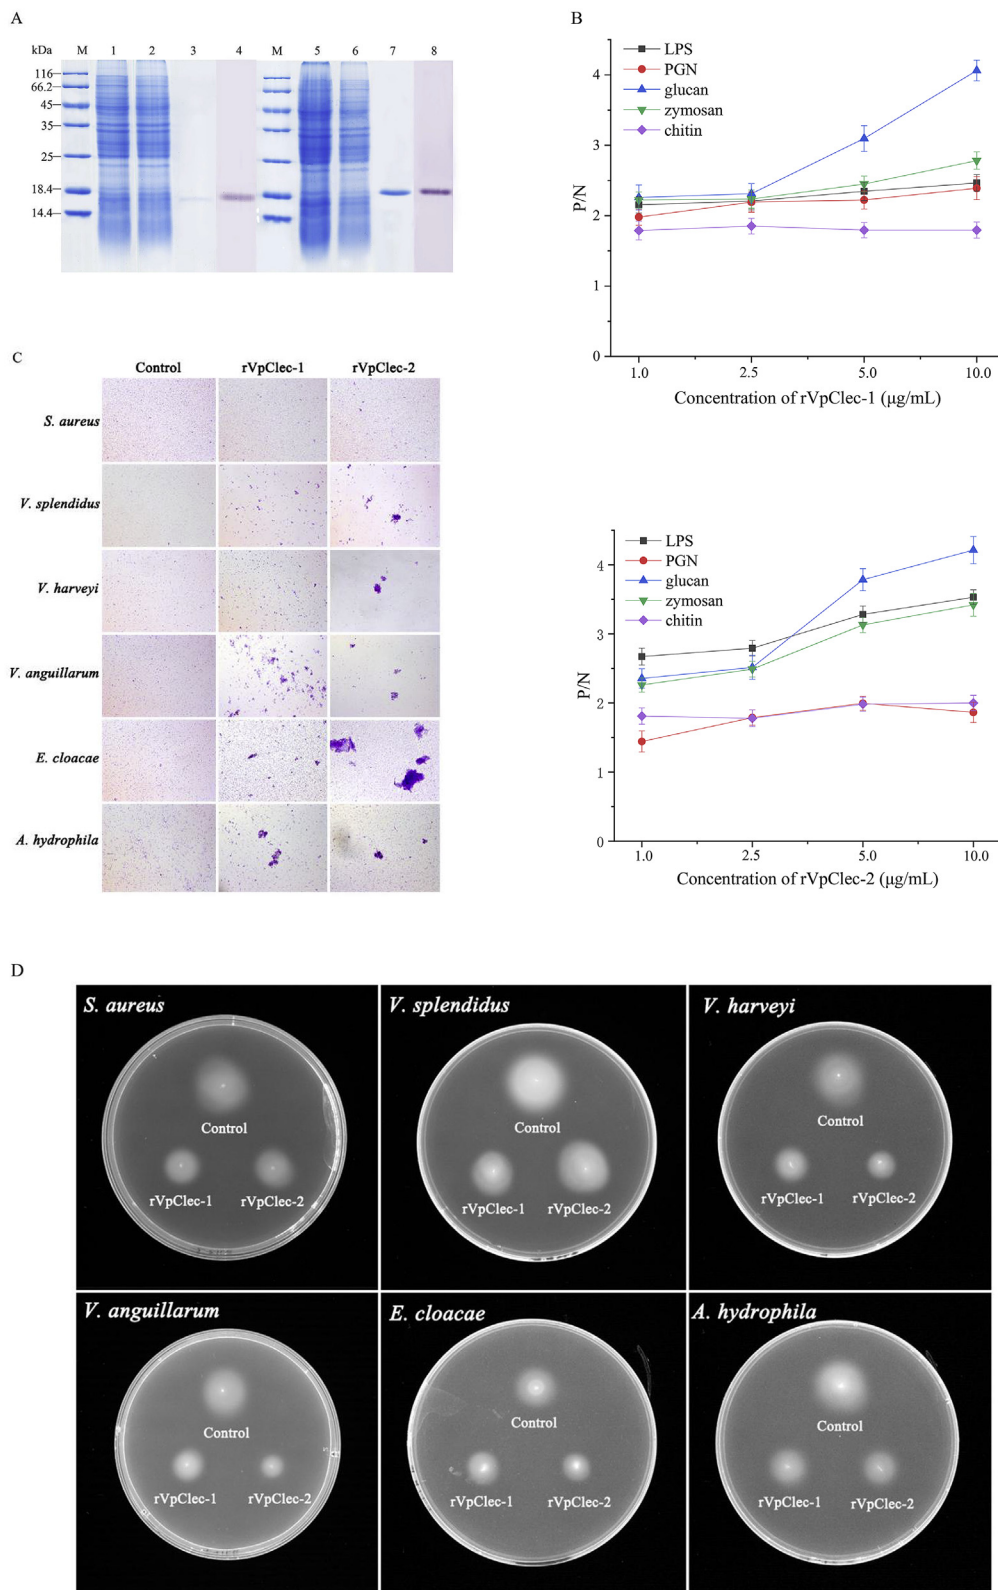 A
kDa M 1 2 3 4 M 5 6 7 8
116
66.2
45
35
25
18.4
14.4
B
LPS
PGN
glucan
zymosan
chitin
4
3
2
1
0
P/N
1.0 2.5 5.0 10.0
Concentration of rVpClec-1 (μg/mL)
LPS
PGN
glucan
zymosan
chitin
4
3
2
1
0
P/N
1.0 2.5 5.0 10.0
Concentration of rVpClec-2 (μg/mL)
C
Control rVpClec-1 rVpClec-2
S. aureus
V. splendidus
V. harveyi
V. anguillarum
E. cloacae
A. hydrophila
D
S. aureus
Control
rVpClec-1 rVpClec-2
V. splendidus
Control
rVpClec-1 rVpClec-2
V. harveyi
Control
rVpClec-1 rVpClec-2
V. anguillarum
Control
rVpClec-1 rVpClec-2
E. cloacae
Control
rVpClec-1 rVpClec-2
A. hydrophila
Control
rVpClec-1 rVpClec-2